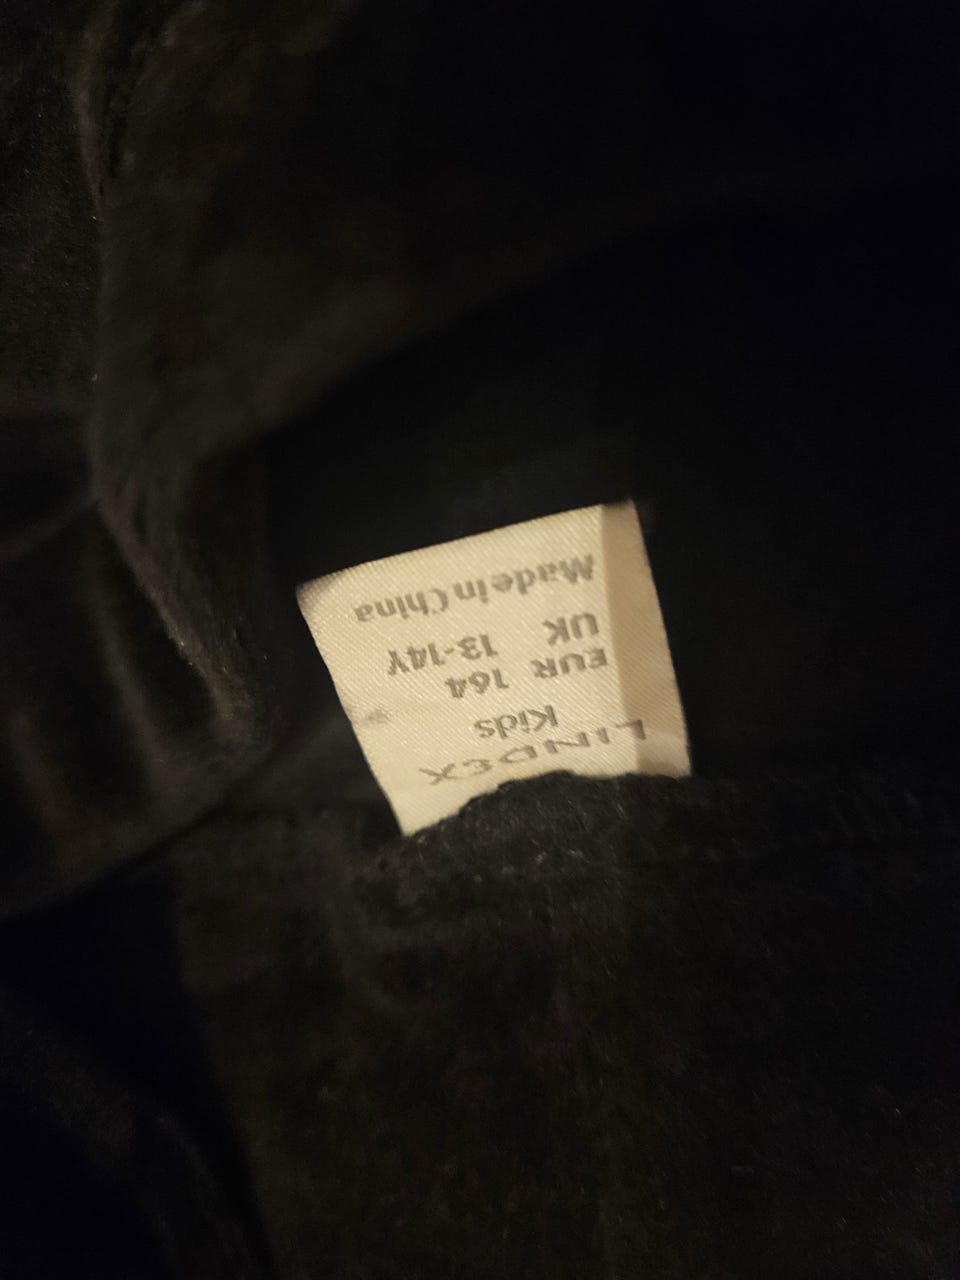 LINDEX
Kids
EUR 164
UK 13-14Y
Made in China